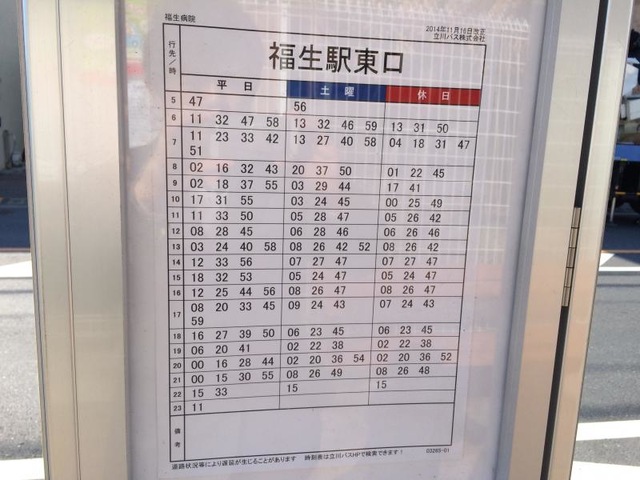 福生病院
2014年11月16日改正
立川バス株式会社
行先／時 福生駅東口
平日 土曜 休日
5 47 56
6 11 32 47 58 13 32 46 59 13 31 50
7 11 23 33 42 13 27 40 58 04 18 31 47
51
8 02 16 32 43 20 37 50 01 22 45
9 02 18 37 55 03 29 44 17 41
10 17 31 55 03 24 45 00 25 49
11 11 33 50 05 28 47 05 26 42
12 08 28 45 06 28 46 06 26 46
13 03 24 40 58 08 26 42 52 08 26 42
14 12 33 56 07 27 47 07 27 47
15 18 32 53 05 24 47 05 24 47
16 12 25 44 56 08 26 47 08 26 47
17 08 20 33 45 09 24 43 07 24 43
59
18 16 27 39 50 06 23 45 06 23 45
19 06 20 41 02 22 38 02 22 38
20 00 16 28 44 02 20 36 54 02 20 36 52
21 00 15 30 55 08 26 49 08 26 48
22 15 33 15 15
23 11
備考
道路状況等により遅延が生じることがあります 時刻表は立川バスHPで検索できます！ 03265-01